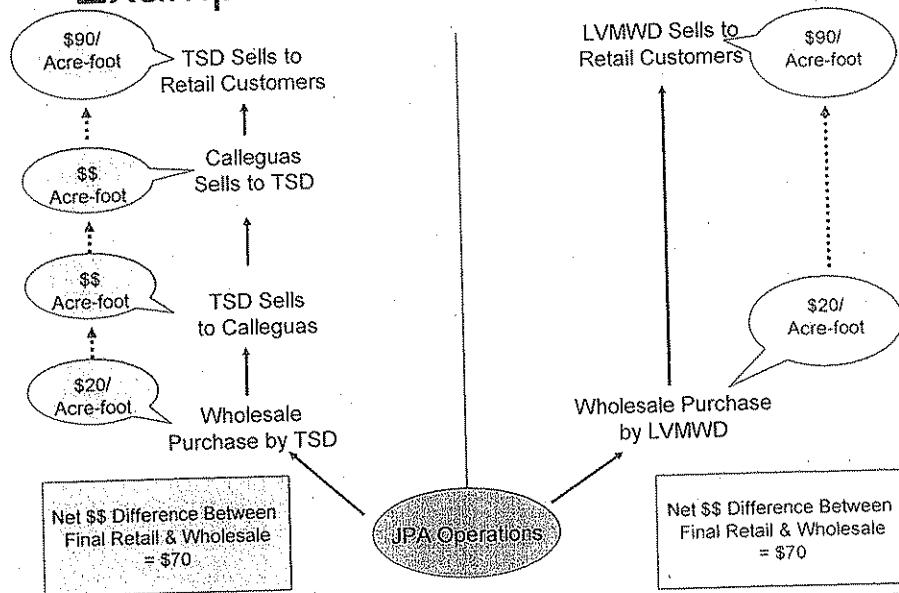 $90/
Acre-foot
TSD Sells to
Retail Customers
$$
Acre-foot
Calleguas
Sells to TSD
$$
Acre-foot
TSD Sells
to Calleguas
$20/
Acre-foot
Wholesale
Purchase by TSD
Net $$ Difference Between
Final Retail & Wholesale
= $70
JPA Operations
LVMWD Sells to
Retail Customers
$90/
Acre-foot
$20/
Acre-foot
Wholesale Purchase
by LVMWD
Net $$ Difference Between
Final Retail & Wholesale
= $70